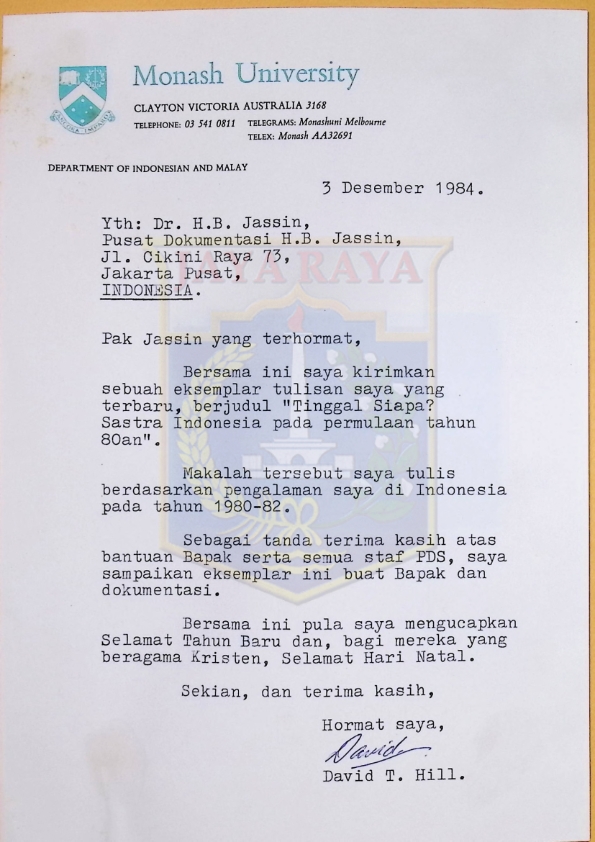 Monash University
CLAYTON VICTORIA AUSTRALIA 3168
TELEPHONE: 03 541 0811 TELEGRAMS: Monashuni Melbourne
TELEX: Monash AA32691
DEPARTMENT OF INDONESIAN AND MALAY
3 Desember 1984.
Yth: Dr. H.B. Jassin,
Pusat Dokumentasi H.B. Jassin,
Jl. Cikini Raya 73,
Jakarta Pusat,
INDONESIA.
JAYA RAYA
Pak Jassin yang terhormat,
Bersama ini saya kirimkan
sebuah eksemplar tulisan saya yang
terbaru, berjudul "Tinggal Siapa?
Sastra Indonesia pada permulaan tahun
80an".
Makalah tersebut saya tulis
berdasarkan pengalaman saya di Indonesia
pada tahun 1980-82.
Sebagai tanda terima kasih atas
bantuan Bapak serta semua staf PDS, saya
sampaikan eksemplar ini buat Bapak dan
dokumentasi.
Bersama ini pula saya mengucapkan
Selamat Tahun Baru dan, bagi mereka yang
beragama Kristen, Selamat Hari Natal.
Sekian, dan terima kasih,
Hormat saya,
David
David T. Hill.